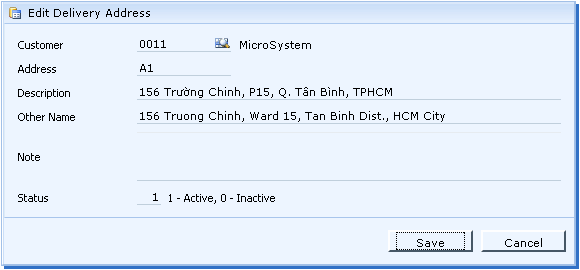 Edit Delivery Address
Customer 0011 MicroSystem
Address A1
Description 156 Trường Chinh, P15, Q. Tân Bình, TPHCM
Other Name 156 Truong Chinh, Ward 15, Tan Binh Dist., HCM City
Note
Status 1 1 - Active, 0 - Inactive
Save Cancel